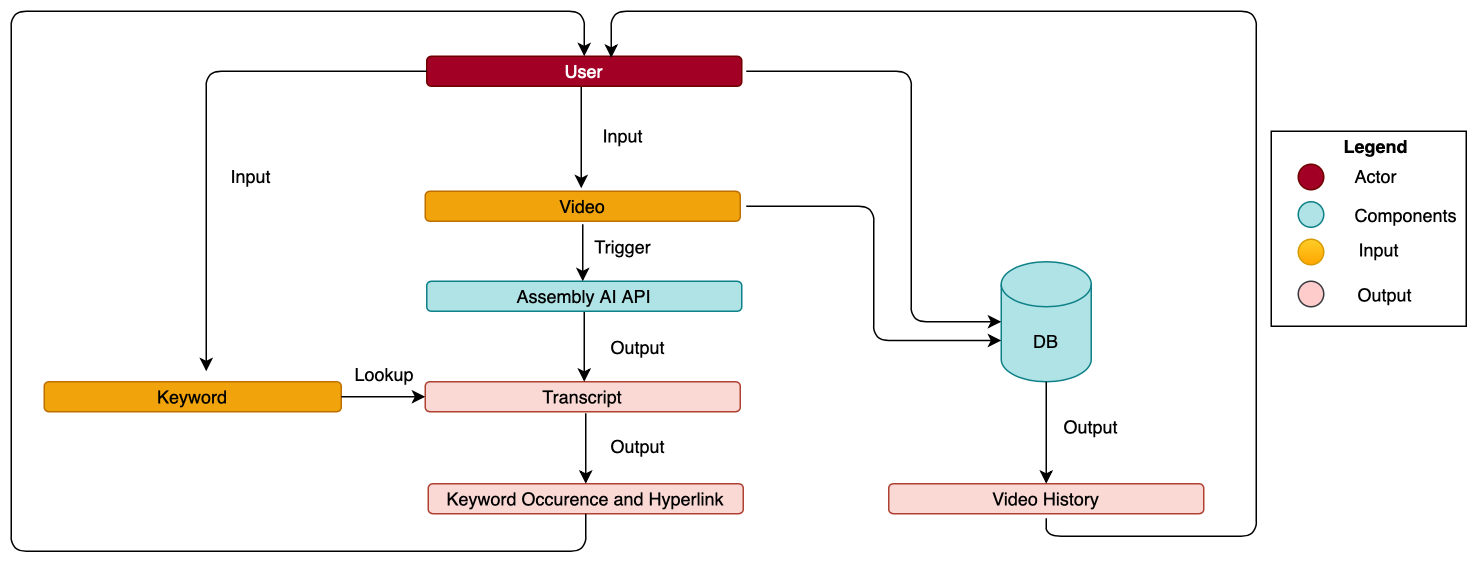 User
Input
Input
Legend
Actor
Components
Input
Output
Video
Trigger
Assembly AI API
Output
DB
Lookup
Keyword
Transcript
Output
Output
Keyword Occurence and Hyperlink
Video History